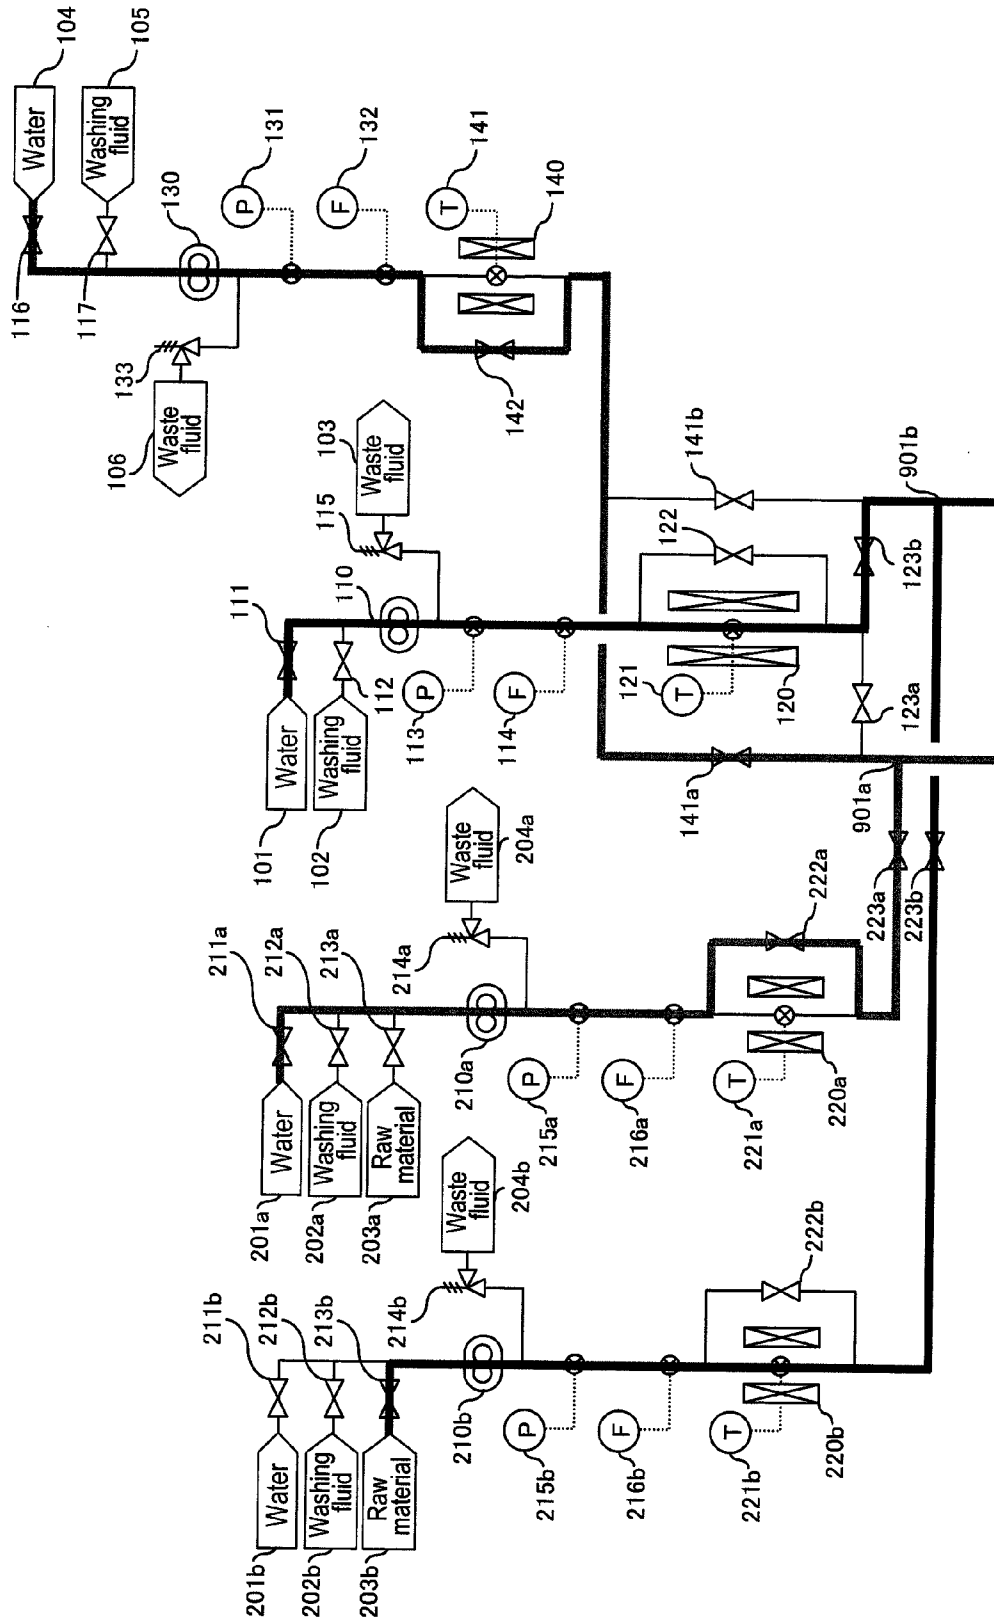 104
Water
105
Washing
fluid
116
117
130
131
P
132
F
141
T
140
133
106
Waste
fluid
142
103
Waste
fluid
115
110
111
112
101
Water
102
Washing
fluid
113
P
114
F
121
T
120
122
141b
901b
123b
123a
141a
901a
223a
223b
204a
Waste
fluid
214a
211a
212a
213a
201a
Water
202a
Washing
fluid
203a
Raw
material
210a
215a
P
216a
F
221a
T
220a
222a
204b
Waste
fluid
214b
211b
212b
213b
201b
Water
202b
Washing
fluid
203b
Raw
material
210b
215b
P
216b
F
221b
T
220b
222b